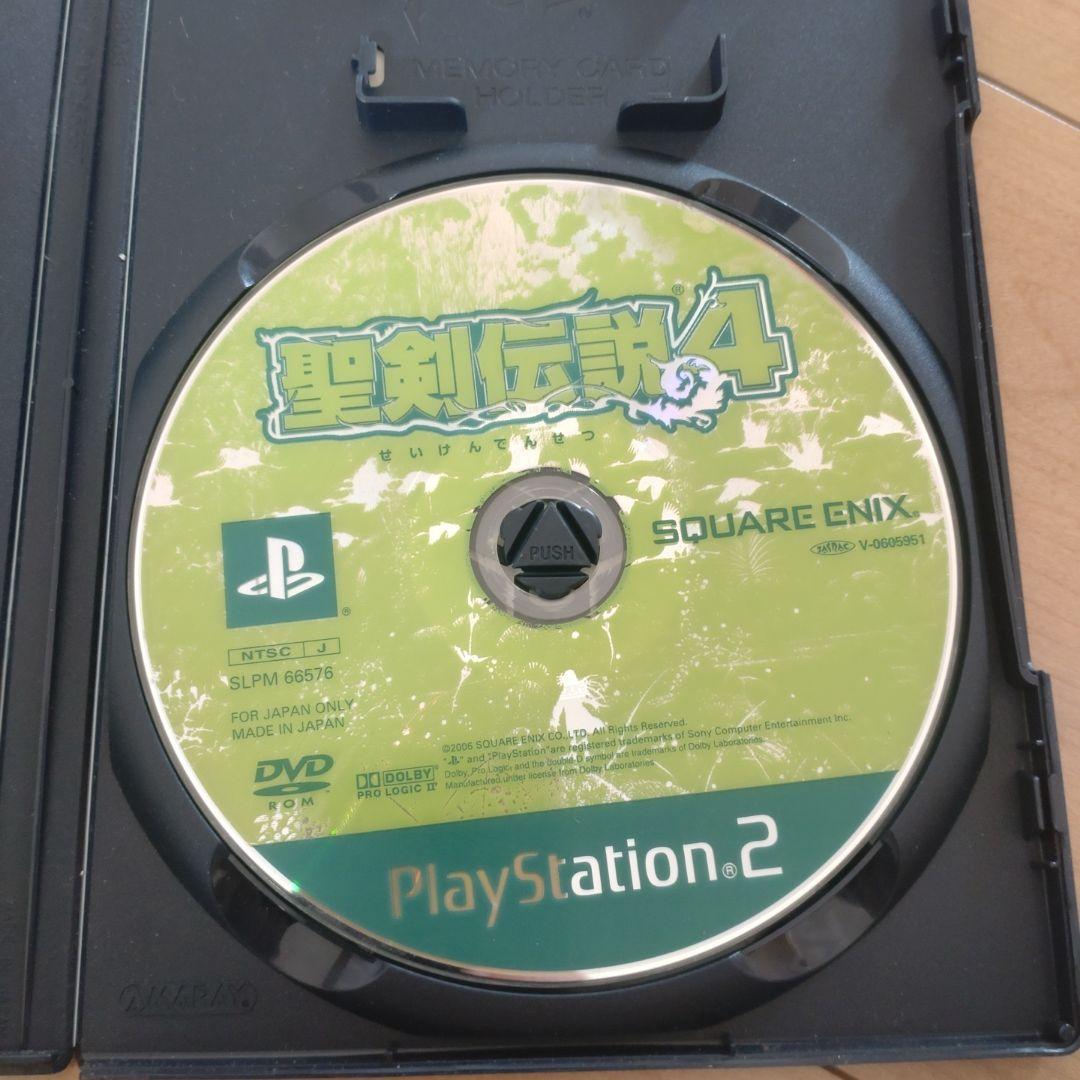 MEMORY CARD
HOLDER
聖剣伝説4®
せいけんでんせつ
SQUARE ENIX®
JASRAC V-0605951
PUSH
®
NTSC J
SLPM 66576
FOR JAPAN ONLY
MADE IN JAPAN
©2006 SQUARE ENIX CO., LTD. All Rights Reserved.
"PS" and "PlayStation" are registered trademarks of Sony Computer Entertainment Inc.
Dolby, Pro Logic, and the double-D symbol are trademarks of Dolby Laboratories.
Manufactured under license from Dolby Laboratories.
DVD
ROM
DOLBY
PRO LOGIC II
PlayStation®2
AMARAY